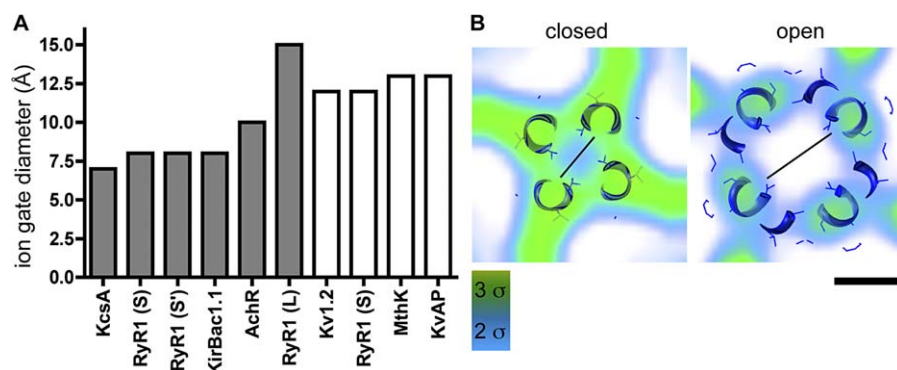 A
ion gate diameter (Å)
15.0
12.5
10.0
7.5
5.0
2.5
0.0
KcsA
RyR1 (S)
RyR1 (S')
KirBac1.1
AchR
RyR1 (L)
Kv1.2
RyR1 (S)
MthK
KvAP
B
closed
open
3 σ
2 σ